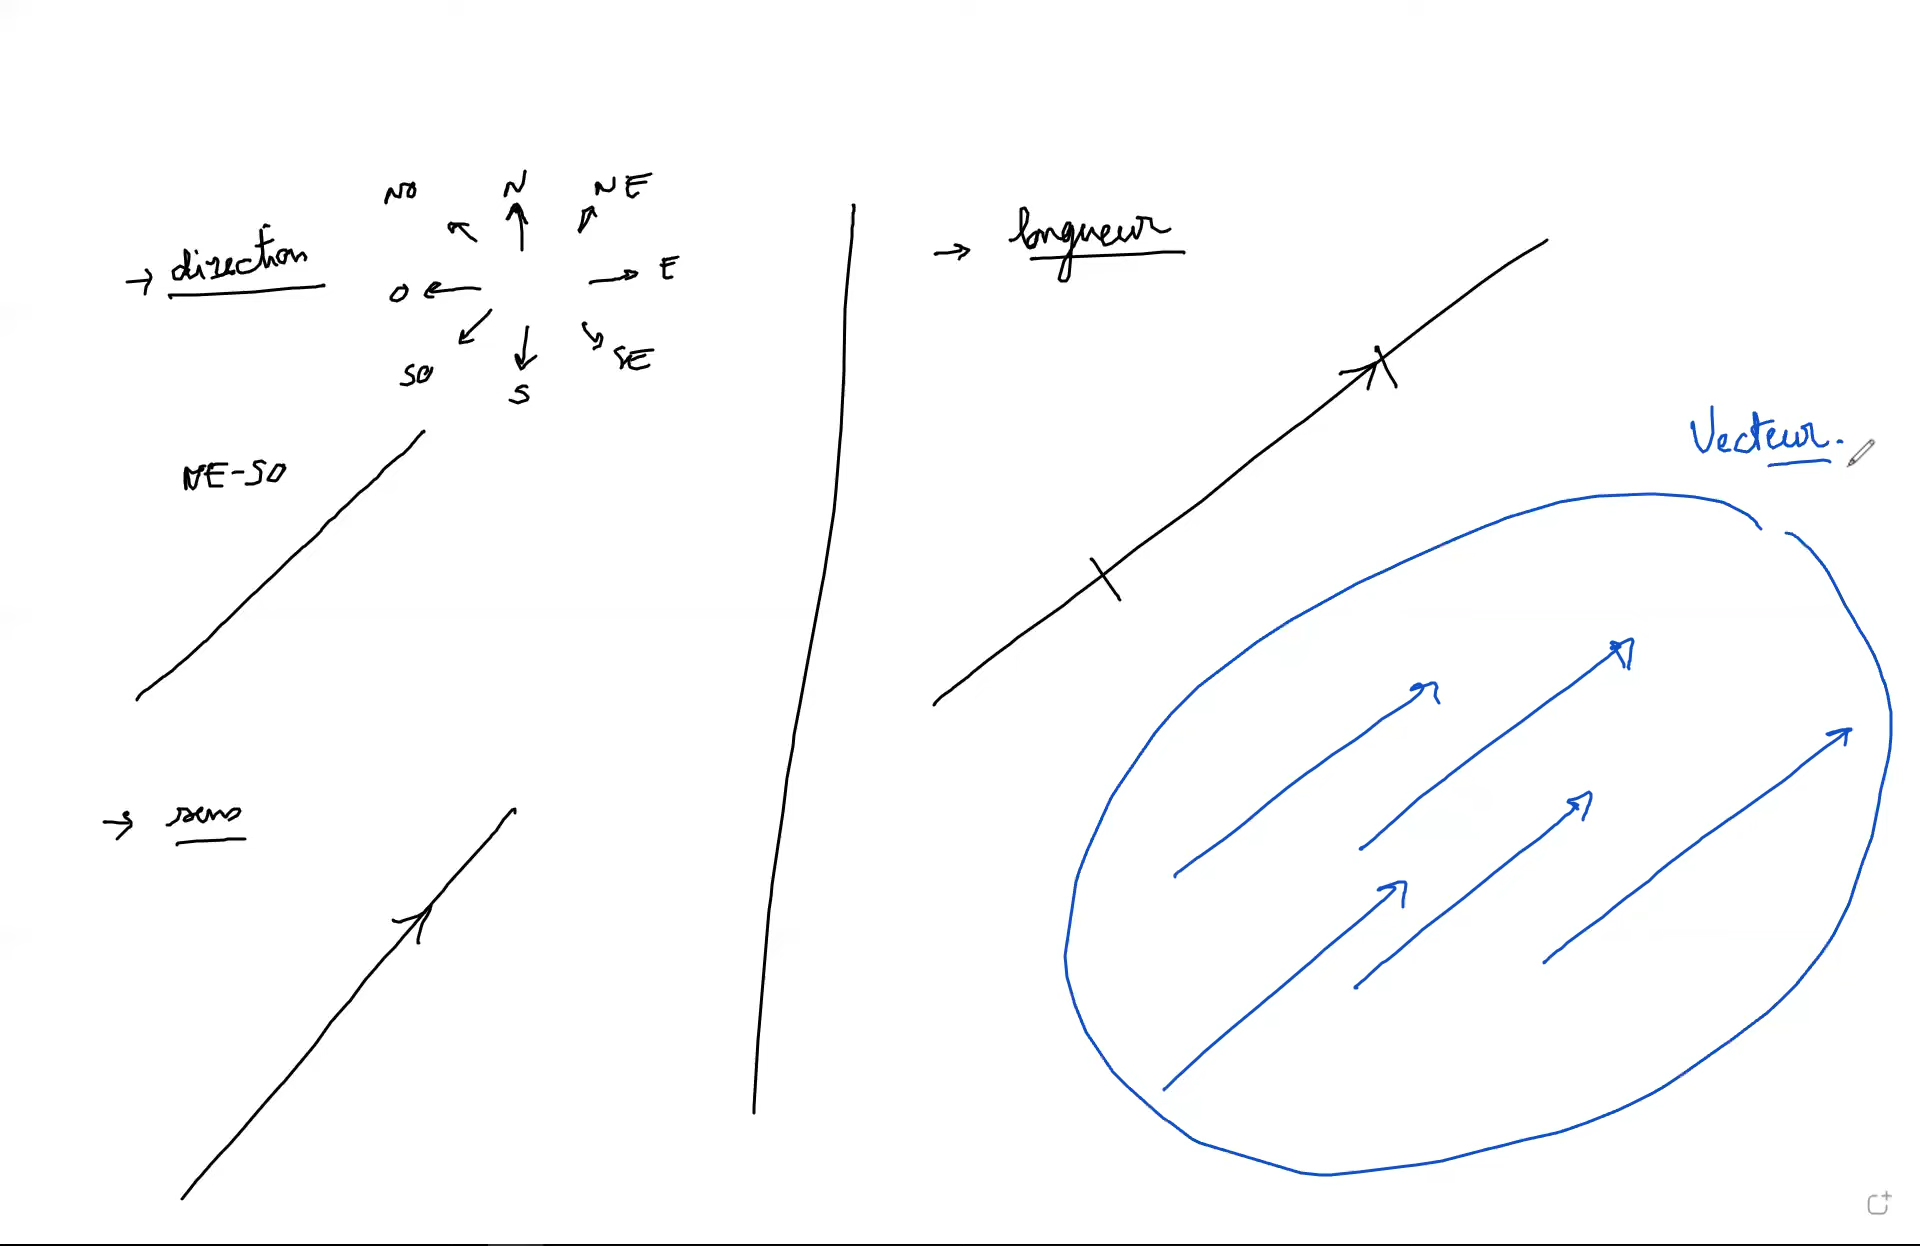 NO N NE
→ direction
O E
SO SE
S
NE-SO
→ sens
→ longueur
Vecteur.